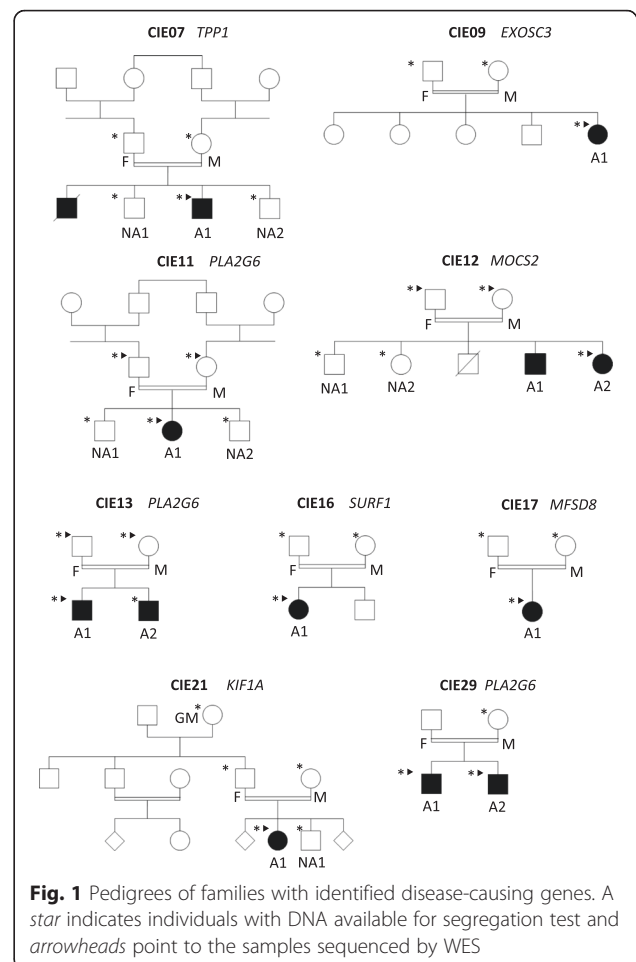 CIE07 TPP1
CIE09 EXOSC3
*
*
*
*
F
M
F
M
*
*
*
*
NA1
A1
NA2
A1
CIE11 PLA2G6
CIE12 MOCS2
*
*
F
M
*
*
F
M
*
*
*
NA1
NA2
A1
A2
*
*
*
NA1
A1
NA2
CIE13 PLA2G6
CIE16 SURF1
CIE17 MFSD8
*
*
*
*
*
*
F
M
F
M
F
M
*
*
*
*
A1
A2
A1
A1
CIE21 KIF1A
CIE29 PLA2G6
GM
*
*
F
M
*
*
F
M
*
*
A1
A2
*
*
A1
NA1
Fig. 1 Pedigrees of families with identified disease-causing genes. A
star indicates individuals with DNA available for segregation test and
arrowheads point to the samples sequenced by WES